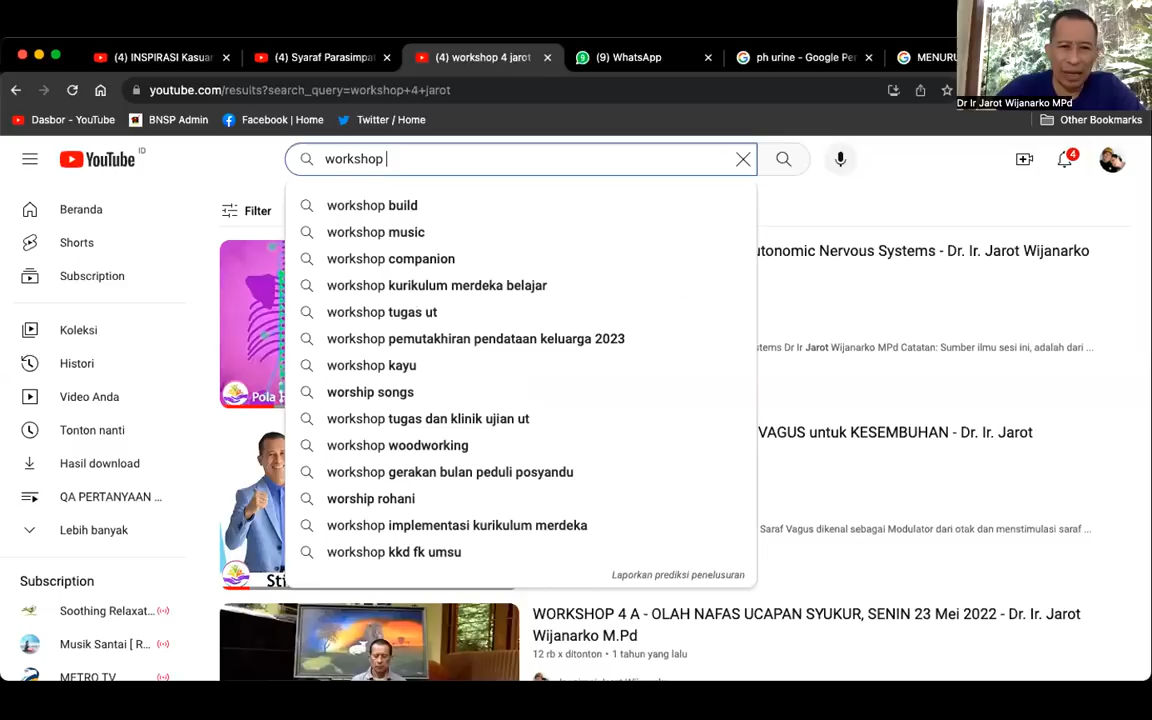 (4) INSPIRASI Kasuar
(4) Syaraf Parasimpat
(4) workshop 4 jarot
(9) WhatsApp
ph urine - Google Pen
MENURU
youtube.com/results?search_query=workshop+4+jarot
Dr Ir Jarot Wijanarko MPd
Dasbor - YouTube
BNSP Admin
Facebook | Home
Twitter / Home
Other Bookmarks
YouTube ID
workshop
4
Beranda
Shorts
Subscription
Koleksi
Histori
Video Anda
Tonton nanti
Hasil download
QA PERTANYAAN ...
Lebih banyak
Subscription
Soothing Relaxat...
Musik Santai [ R...
METRO TV
Filter
workshop build
workshop music
workshop companion
workshop kurikulum merdeka belajar
workshop tugas ut
workshop pemutakhiran pendataan keluarga 2023
workshop kayu
worship songs
workshop tugas dan klinik ujian ut
workshop woodworking
workshop gerakan bulan peduli posyandu
worship rohani
workshop implementasi kurikulum merdeka
workshop kkd fk umsu
Laporkan prediksi penelusuran
Pola
Sti
utonomic Nervous Systems - Dr. Ir. Jarot Wijanarko
stems Dr Ir Jarot Wijanarko MPd Catatan: Sumber ilmu sesi ini, adalah dari ...
VAGUS untuk KESEMBUHAN - Dr. Ir. Jarot
Saraf Vagus dikenal sebagai Modulator dari otak dan menstimulasi saraf ...
WORKSHOP 4 A - OLAH NAFAS UCAPAN SYUKUR, SENIN 23 Mei 2022 - Dr. Ir. Jarot
Wijanarko M.Pd
12 rb x ditonton • 1 tahun yang lalu